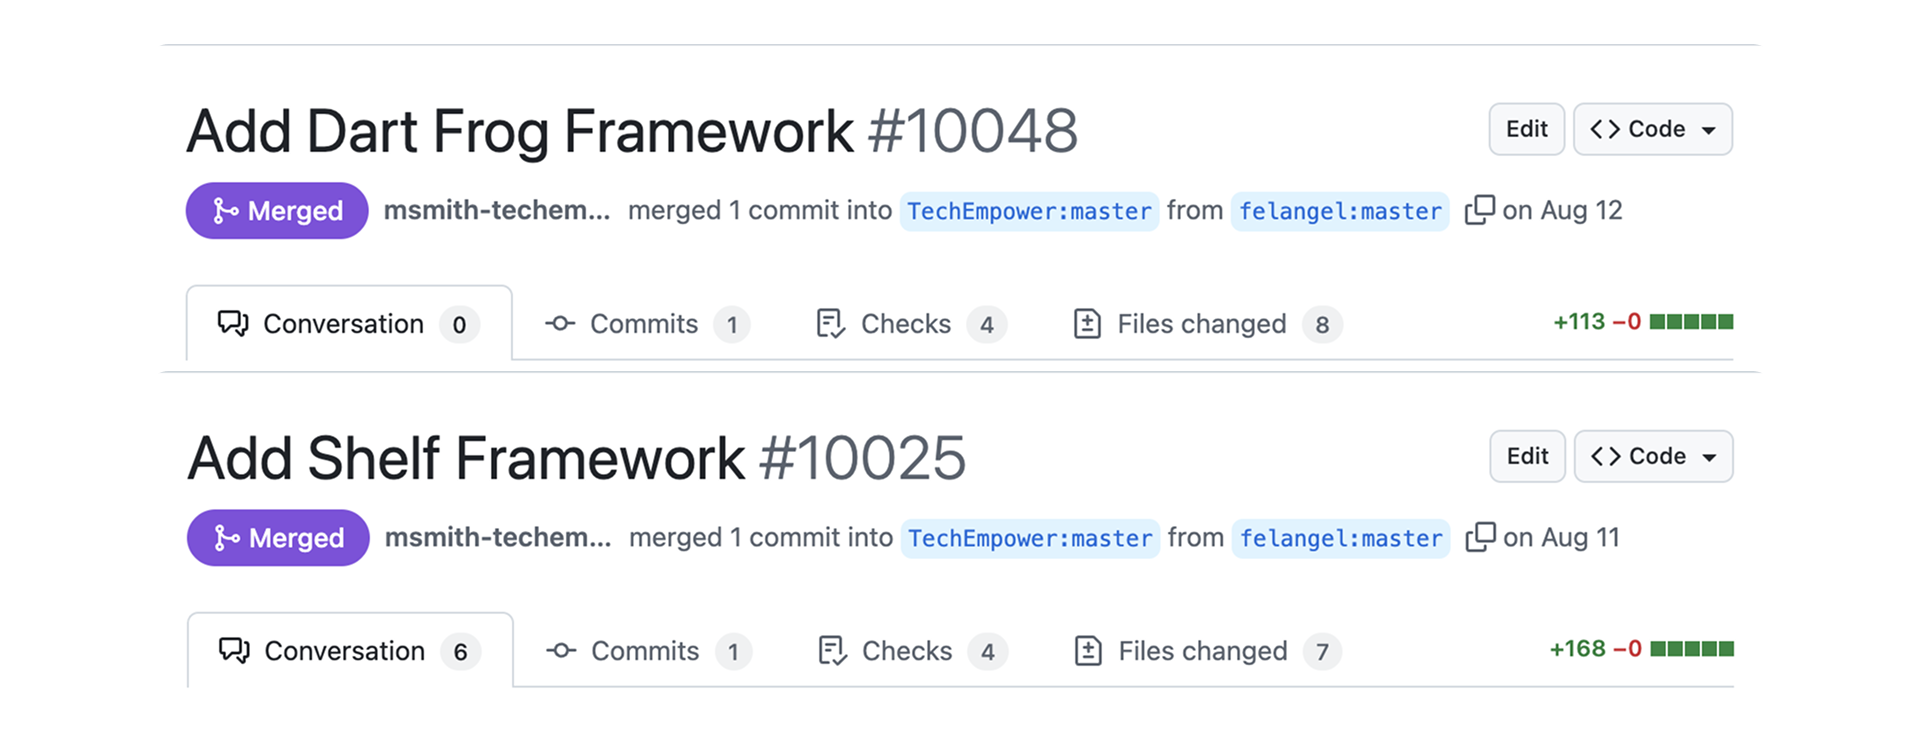 Add Dart Frog Framework #10048
Edit
<> Code
Merged
msmith-techem... merged 1 commit into TechEmpower:master from felangel:master on Aug 12
Conversation 0
Commits 1
Checks 4
Files changed 8
+113 −0
Add Shelf Framework #10025
Edit
<> Code
Merged
msmith-techem... merged 1 commit into TechEmpower:master from felangel:master on Aug 11
Conversation 6
Commits 1
Checks 4
Files changed 7
+168 −0